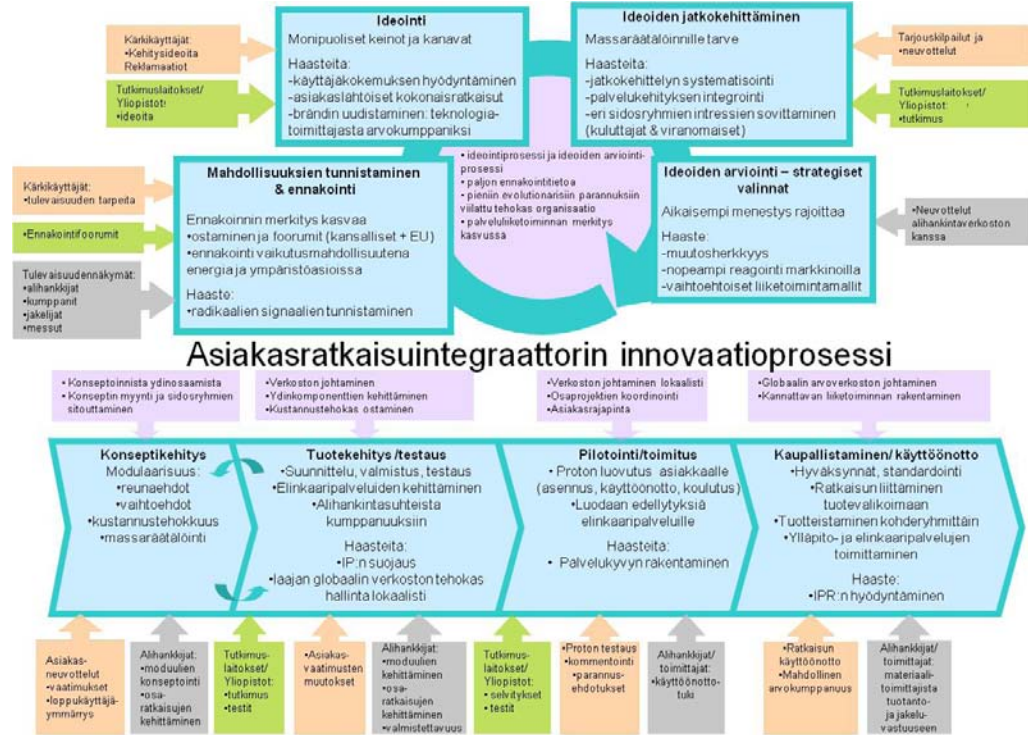 Ideointi
Monipuoliset keinot ja kanavat
Haasteita:
-käyttäjäkokemuksen hyödyntäminen
-asiakaslähtöiset kokonaisratkaisut
-brändin uudistaminen: teknologia-
toimittajasta arvokumppaniksi
Ideoiden jatkokehittäminen
Massaräätälöinnille tarve
Haasteita:
-jatkokehittelyn systematisointi
-palvelukehityksen integrointi
-eri sidosryhmien intressien sovittaminen
(kuluttajat & viranomaiset)
Kärkikäyttäjät:
•Kehitysideoita
Reklamaatiot
Tutkimuslaitokset/
Yliopistot:
•ideoita
Tarjouskilpailut ja
•neuvottelut
Tutkimuslaitokset/
Yliopistot:
•tutkimus
• ideointiprosessi ja ideoiden arviointi-
prosessi
• paljon ennakointitietoa
• pieniin evolutionarisiin parannuksiin
viilattu tehokas organisaatio
• palveluliiketoiminnan merkitys
kasvussa
Kärkikäyttäjät:
•tulevaisuuden tarpeita
•Ennakointifoorumit
Tulevaisuudennäkymät:
•alihankkijat
•kumppanit
•jakelijat
•messut
Mahdollisuuksien tunnistaminen
& ennakointi
Ennakoinnin merkitys kasvaa
•ostaminen ja foorumit (kansalliset + EU)
•ennakointi vaikutusmahdollisuutena
energia ja ympäristöasioissa
Haaste:
•radikaalien signaalien tunnistaminen
Ideoiden arviointi – strategiset
valinnat
Aikaisempi menestys rajoittaa
Haaste:
-muutosherkkyys
-nopeampi reagointi markkinoilla
-vaihtoehtoiset liiketoimintamallit
•Neuvottelut
alihankintaverkoston
kanssa
Asiakasratkaisuintegraattorin innovaatioprosessi
• Konseptoinnista ydinosaamista
• Konseptin myynti ja sidosryhmien
sitouttaminen
•Verkoston johtaminen
•Ydinkomponenttien kehittäminen
•Kustannustehokas ostaminen
•Verkoston johtaminen lokaalisti
•Osaprojektien koordinointi
•Asiakasrajapinta
•Globaalin arvoverkoston johtaminen
•Kannattavan liiketoiminnan rakentaminen
Konseptikehitys
Modulaarisuus:
•reunaehdot
•vaihtoehdot
•kustannustehokkuus
•massaräätälöinti
Tuotekehitys /testaus
•Suunnittelu, valmistus, testaus
•Elinkaaripalveluiden kehittäminen
•Alihankintasuhteista
kumppanuuksiin
Haasteita:
•IP:n suojaus
•laajan globaalin verkoston tehokas
hallinta lokaalisti
Pilotointi/toimitus
•Proton luovutus asiakkaalle
(asennus, käyttöönotto, koulutus)
•Luodaan edellytyksiä
elinkaaripalveluille
Haasteita:
• Palvelukyvyn rakentaminen
Kaupallistaminen/ käyttöönotto
•Hyväksynnät, standardointi
•Ratkaisun liittäminen
tuotevalikoimaan
•Tuotteistaminen kohderyhmittäin
•Ylläpito- ja elinkaaripalvelujen
toimittaminen
Haaste:
•IPR:n hyödyntäminen
Asiakas-
neuvottelut
•vaatimukset
•loppukäyttäjä-
ymmärrys
Alihankkijat:
•moduulien
konseptointi
•osa-
ratkaisujen
kehittäminen
Tutkimus-
laitokset/
Yliopistot:
•tutkimus
•testit
•Asiakas-
vaatimusten
muutokset
Alihankkijat:
•moduulien
kehittäminen
•osa-
ratkaisujen
kehittäminen
•valmistettavuus
Tutkimus-
laitokset/
Yliopistot:
• selvitykset
• testit
•Proton testaus
•kommentointi
•parannus-
ehdotukset
Alihankkijat/
toimittajat:
•käyttöönotto-
tuki
•Ratkaisun
käyttöönotto
•Mahdollinen
arvokumppanuus
Alihankkijat/
toimittajat:
materiaali-
toimittajista
tuotanto-
ja jakelu-
vastuuseen